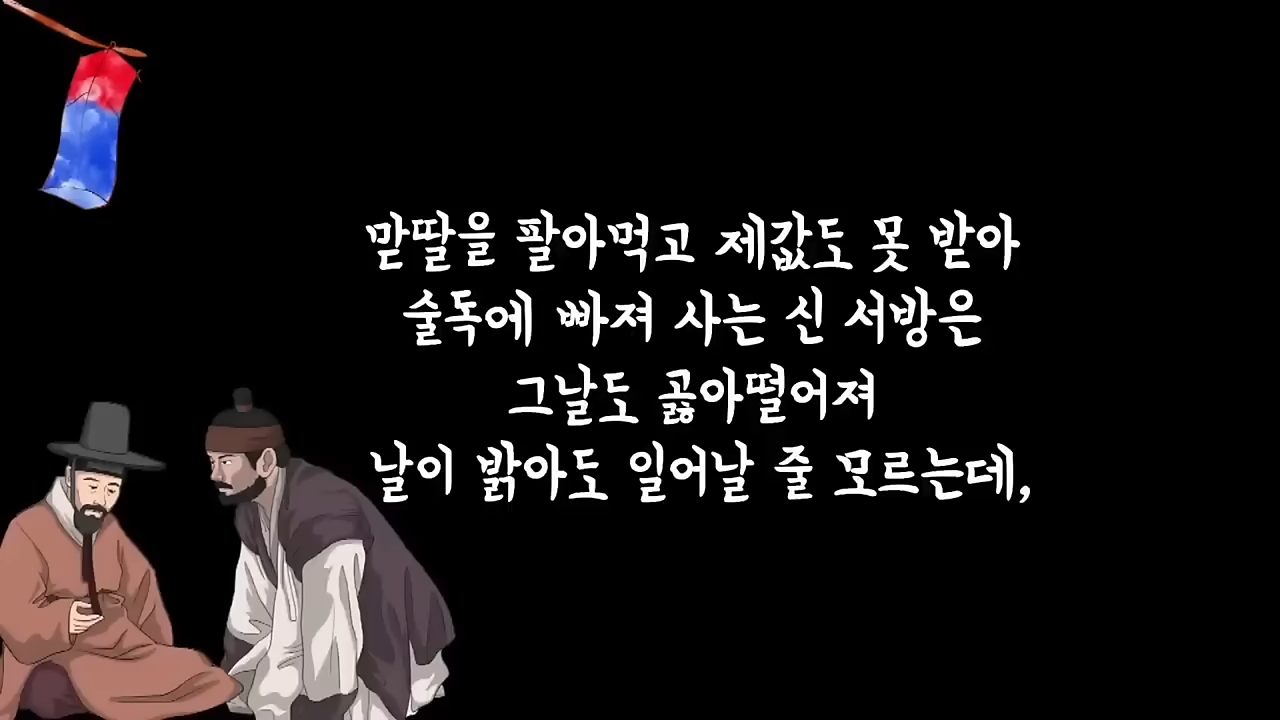 맏딸을 팔아먹고 제값도 못 받아
술독에 빠져 사는 신 서방은
그날도 곯아떨어져
날이 밝아도 일어날 줄 모르는데,